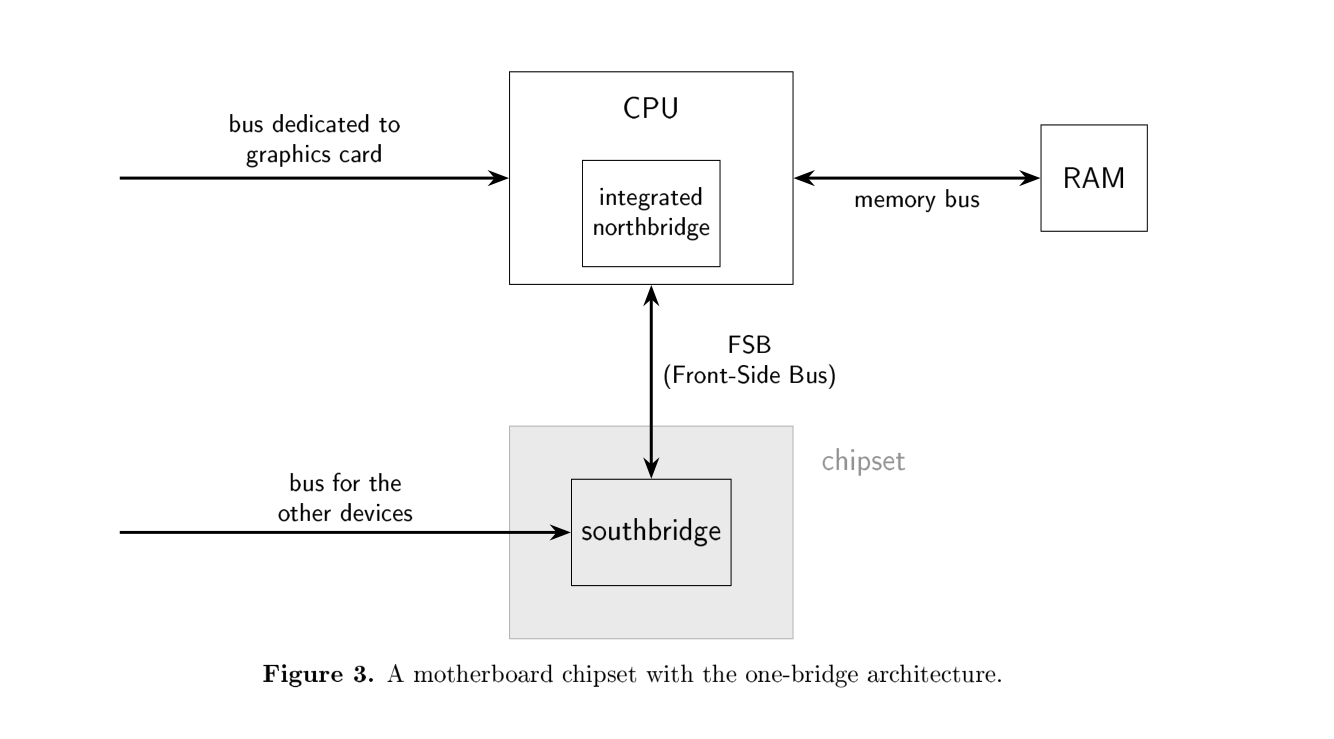 CPU
bus dedicated to
graphics card
integrated
northbridge
memory bus
RAM
FSB
(Front-Side Bus)
chipset
bus for the
other devices
southbridge
Figure 3. A motherboard chipset with the one-bridge architecture.